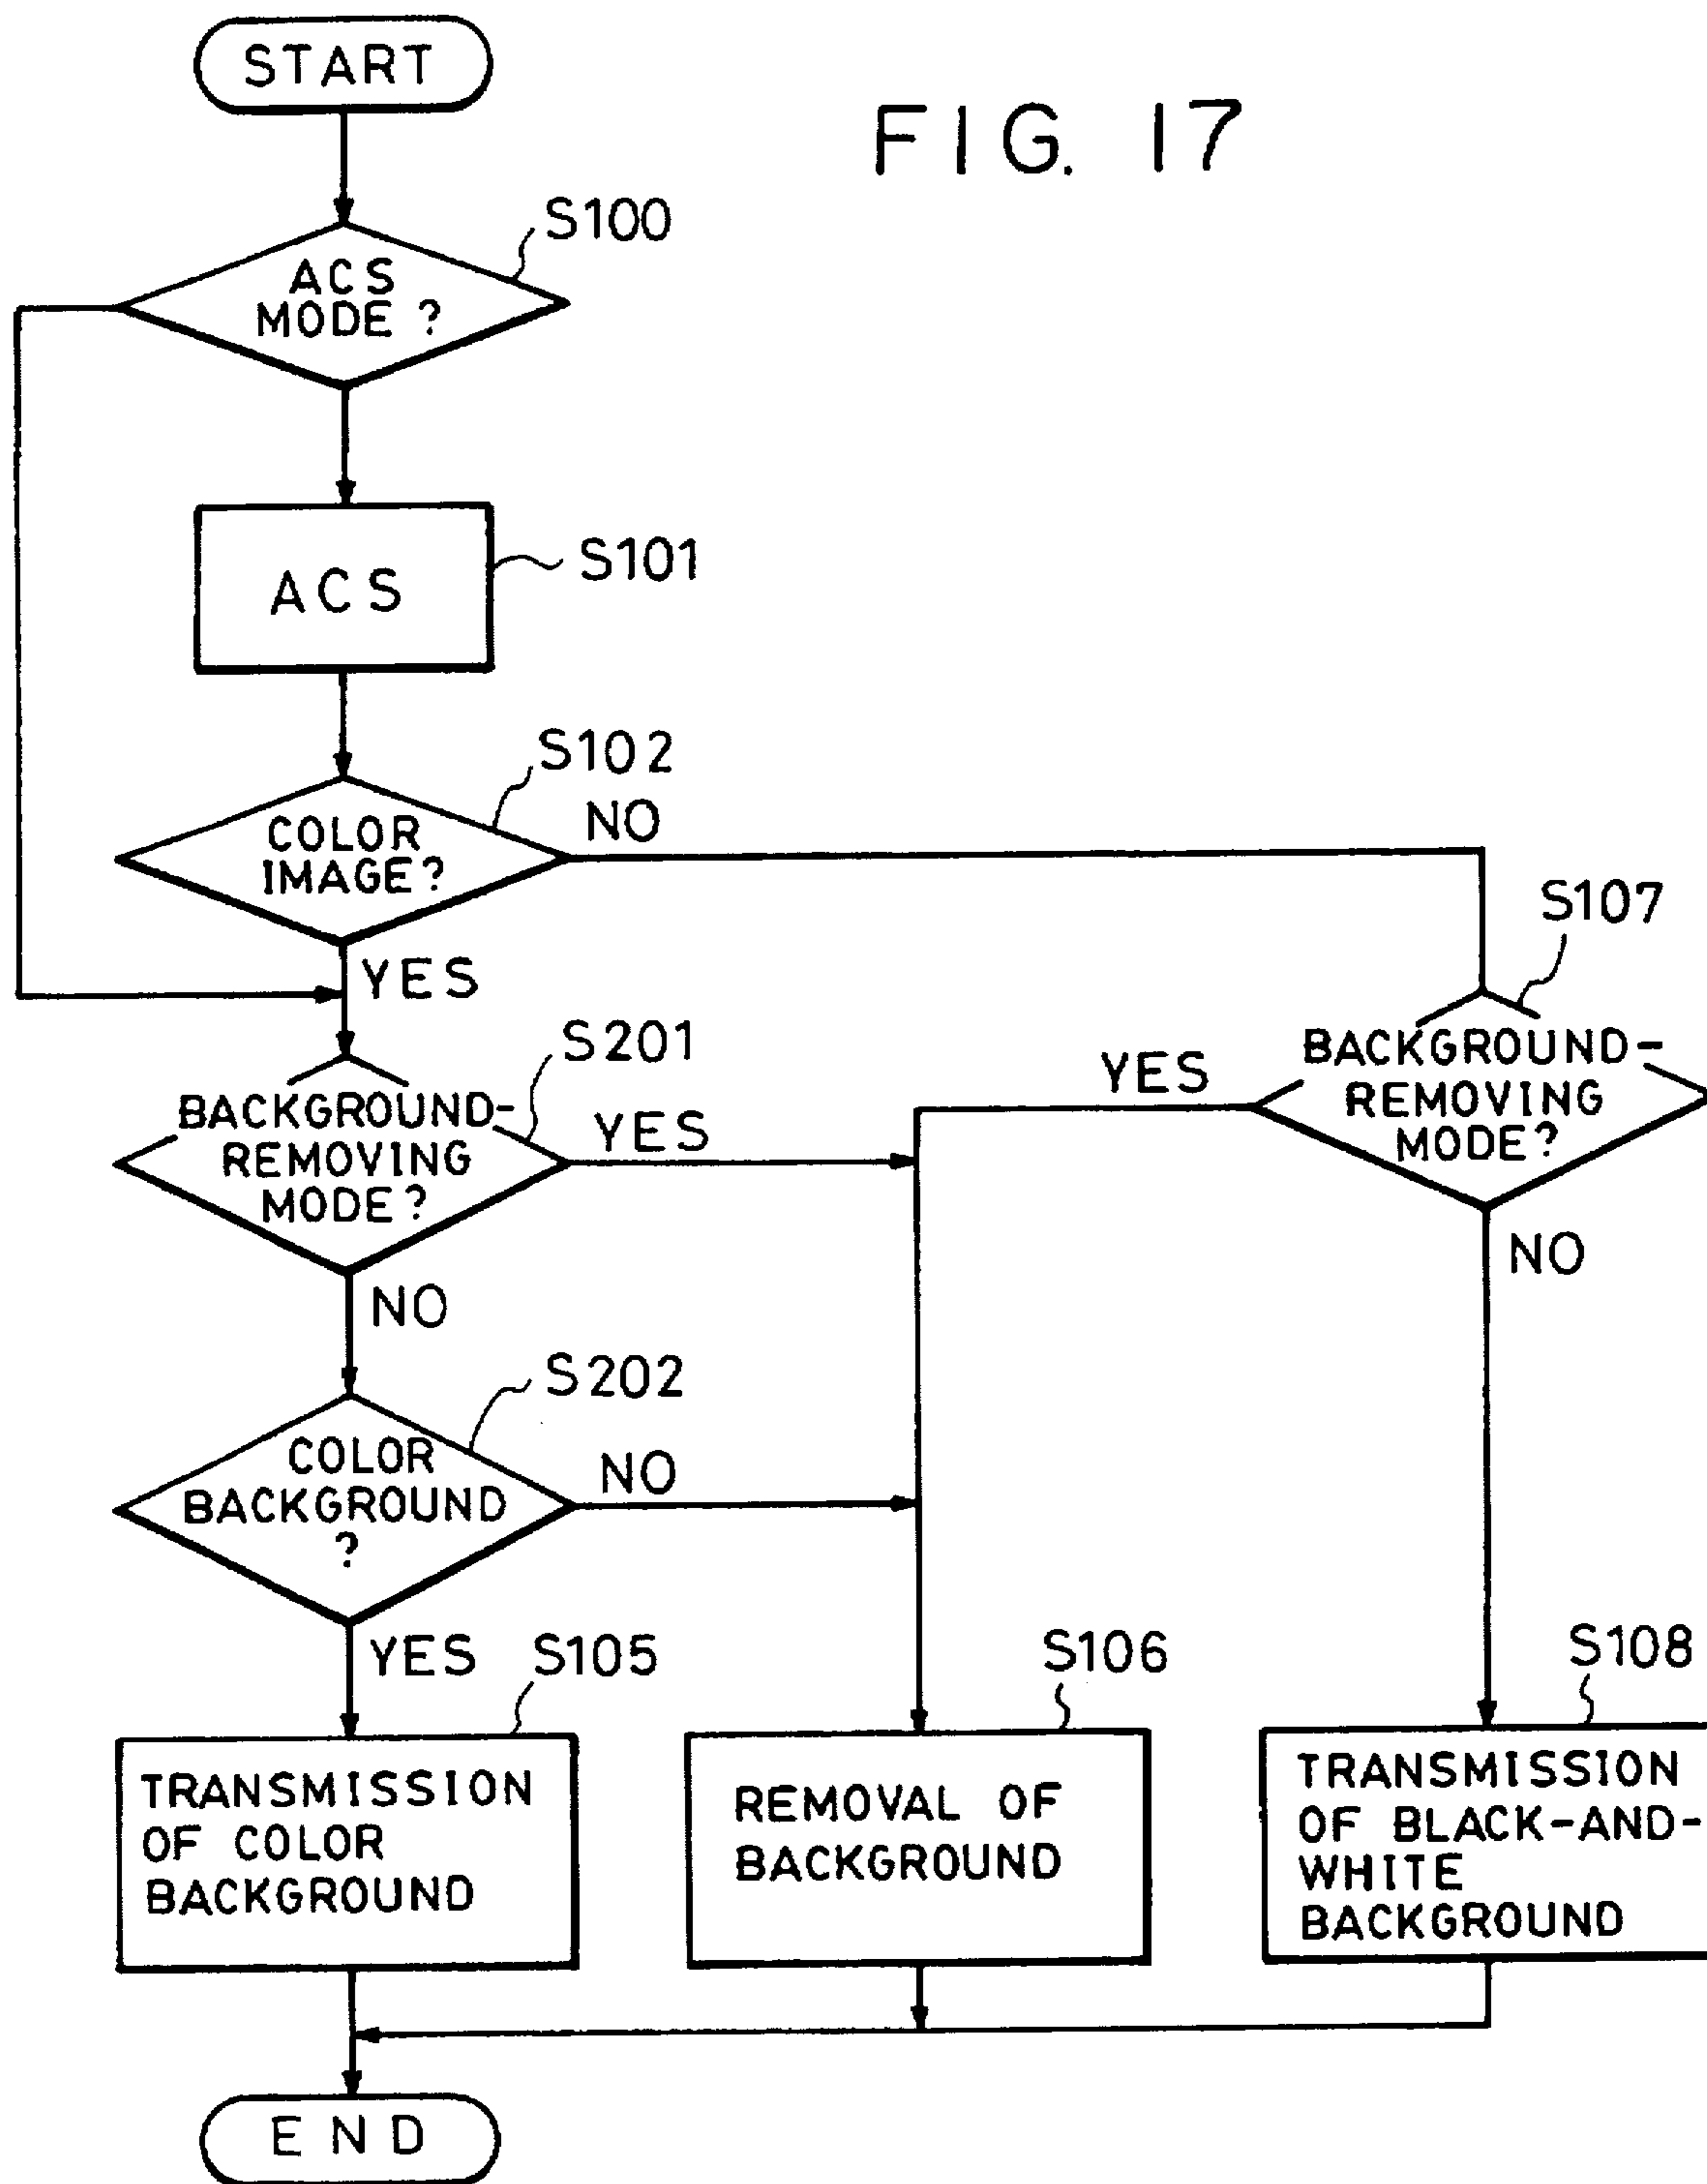 START
FIG. 17
S100
ACS
MODE ?
S101
ACS
S102
COLOR
IMAGE?
NO
YES
S107
BACKGROUND-
REMOVING
MODE?
YES
NO
S201
BACKGROUND-
REMOVING
MODE?
YES
NO
S202
COLOR
BACKGROUND
?
NO
YES
S105
TRANSMISSION
OF COLOR
BACKGROUND
S106
REMOVAL OF
BACKGROUND
S108
TRANSMISSION
OF BLACK-AND-
WHITE
BACKGROUND
END